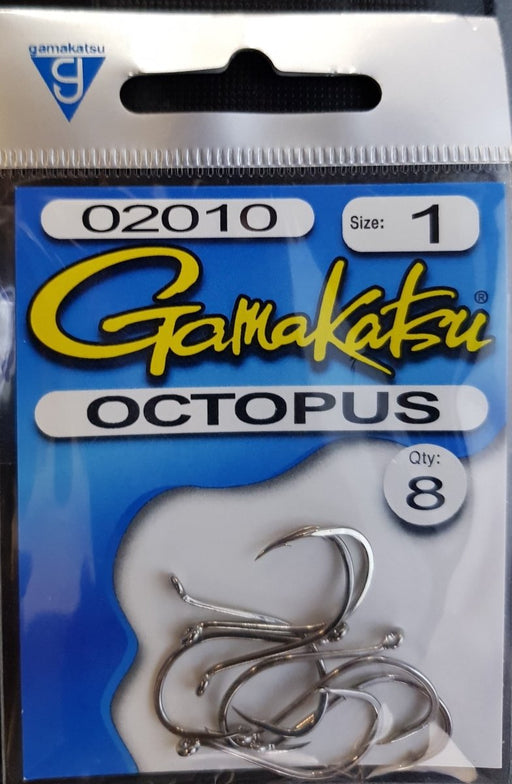 gamakatsu
g
02010
Size: 1
Gamakatsu®
OCTOPUS
Qty:
8